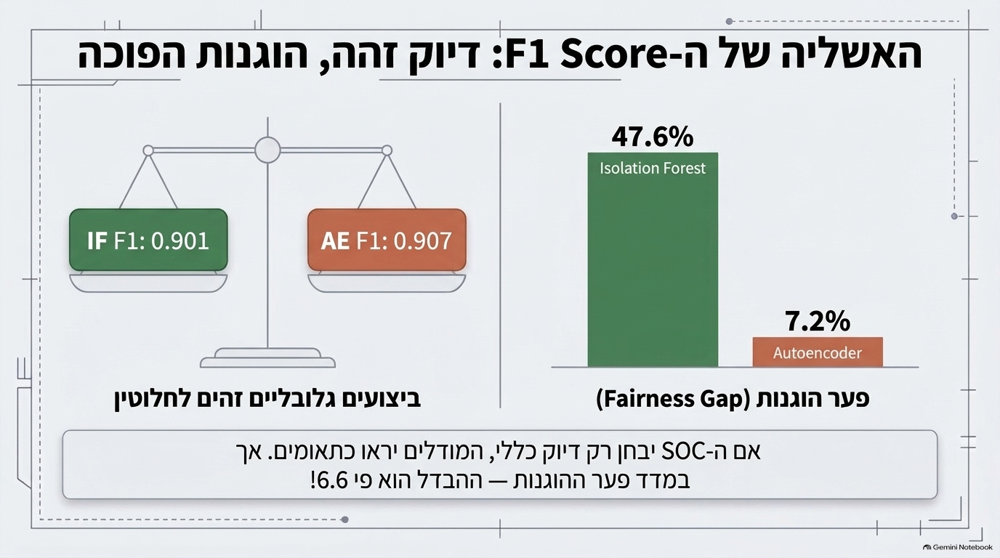 האשליה של ה-F1 Score: דיוק זהה, הוגנות הפוכה
IF F1: 0.901
AE F1: 0.907
ביצועים גלובליים זהים לחלוטין
47.6%
Isolation Forest
7.2%
Autoencoder
פער הוגנות (Fairness Gap)
אם ה-SOC יבחן רק דיוק כללי, המודלים יראו כתאומים. אך
במדד פער ההוגנות — ההבדל הוא פי 6.6!
Gemini Notebook